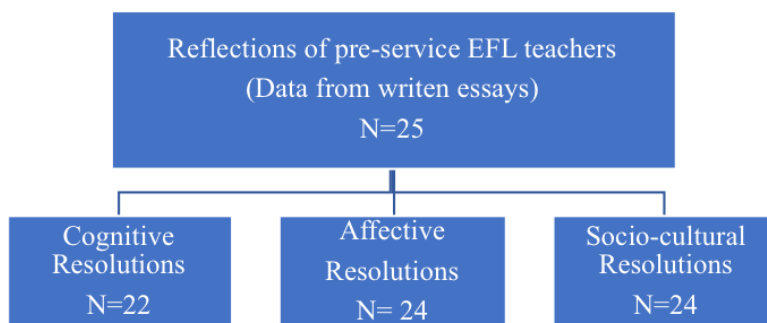 Reflections of pre-service EFL teachers
(Data from writen essays)
N=25
Cognitive
Resolutions
N=22
Affective
Resolutions
N= 24
Socio-cultural
Resolutions
N=24